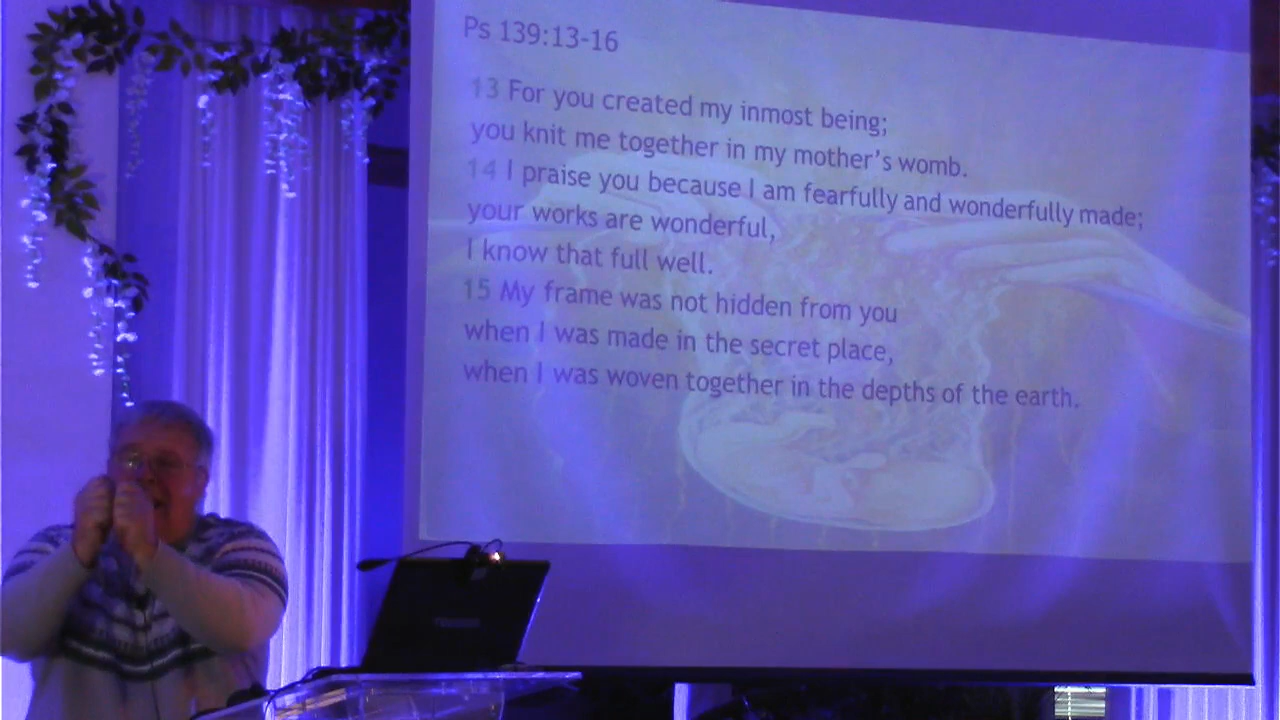 Ps 139:13-16
13 For you created my inmost being;
you knit me together in my mother's womb.
14 I praise you because I am fearfully and wonderfully made;
your works are wonderful,
I know that full well.
15 My frame was not hidden from you
when I was made in the secret place,
when I was woven together in the depths of the earth.